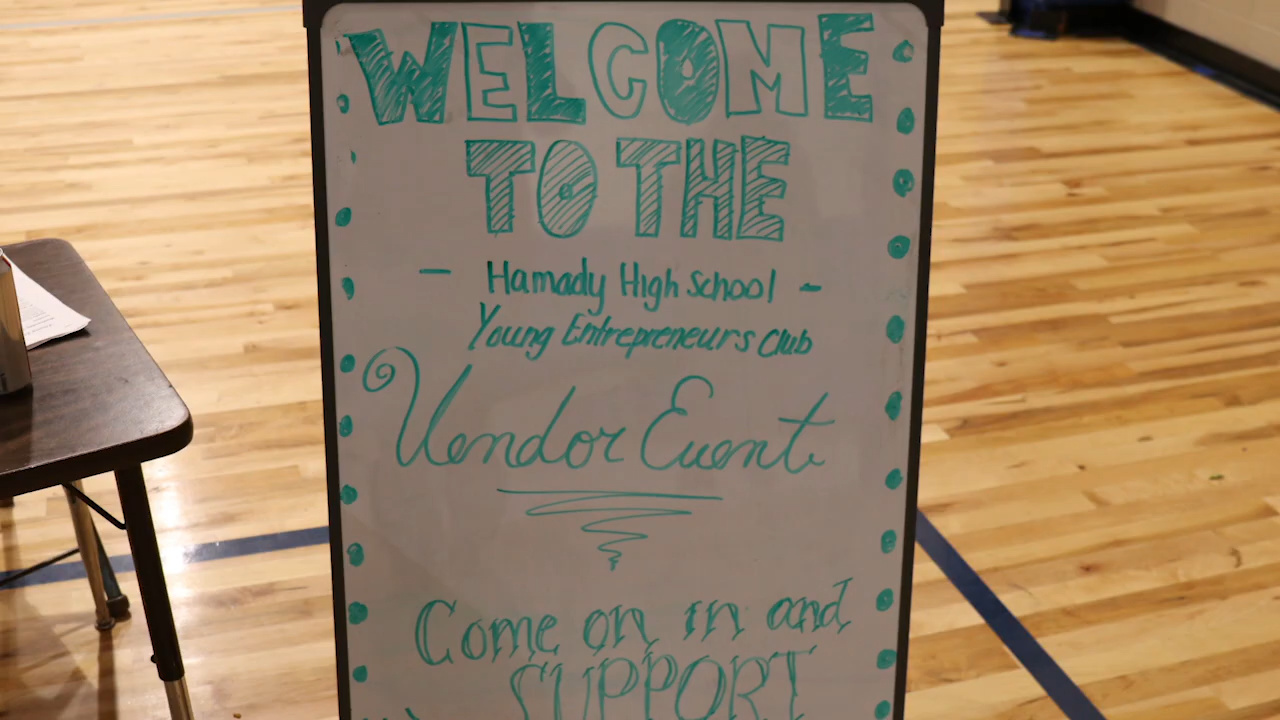 WELCOME
TO THE
- Hamady High School -
Young Entrepreneurs Club
Vendor Event
Come on in and
SUPPORT